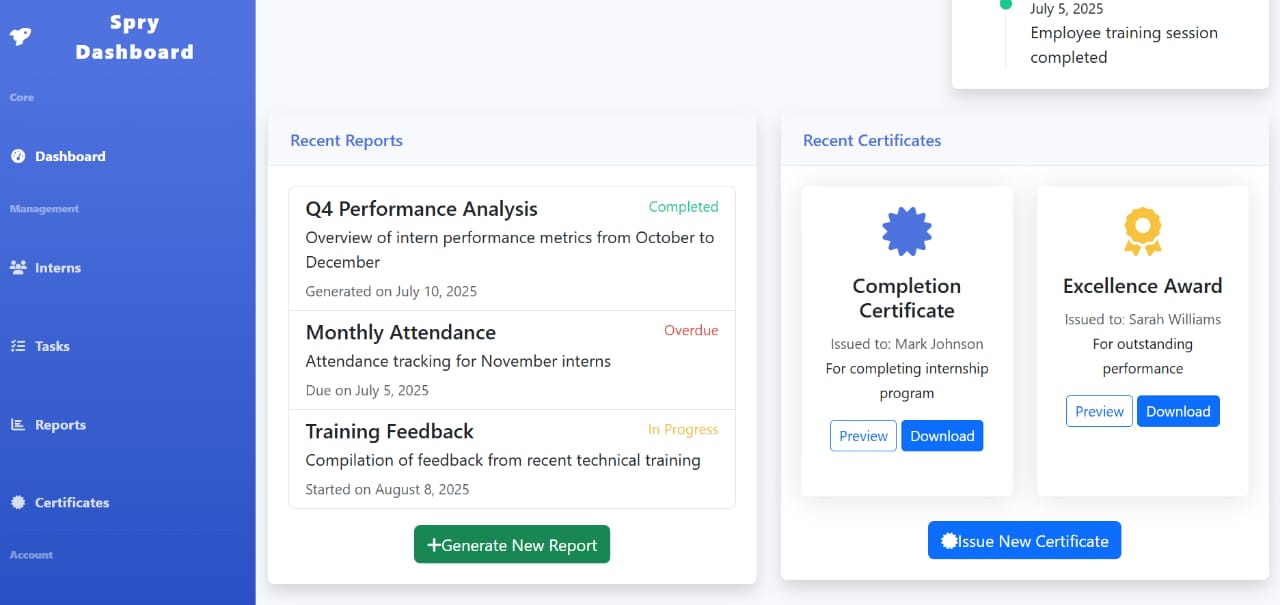 Spry
Dashboard
Core
Dashboard
Management
Interns
Tasks
Reports
Certificates
Account
July 5, 2025
Employee training session
completed
Recent Reports
Q4 Performance Analysis
Completed
Overview of intern performance metrics from October to
December
Generated on July 10, 2025
Monthly Attendance
Overdue
Attendance tracking for November interns
Due on July 5, 2025
Training Feedback
In Progress
Compilation of feedback from recent technical training
Started on August 8, 2025
Generate New Report
Recent Certificates
Completion
Certificate
Issued to: Mark Johnson
For completing internship
program
Preview
Download
Excellence Award
Issued to: Sarah Williams
For outstanding
performance
Preview
Download
Issue New Certificate